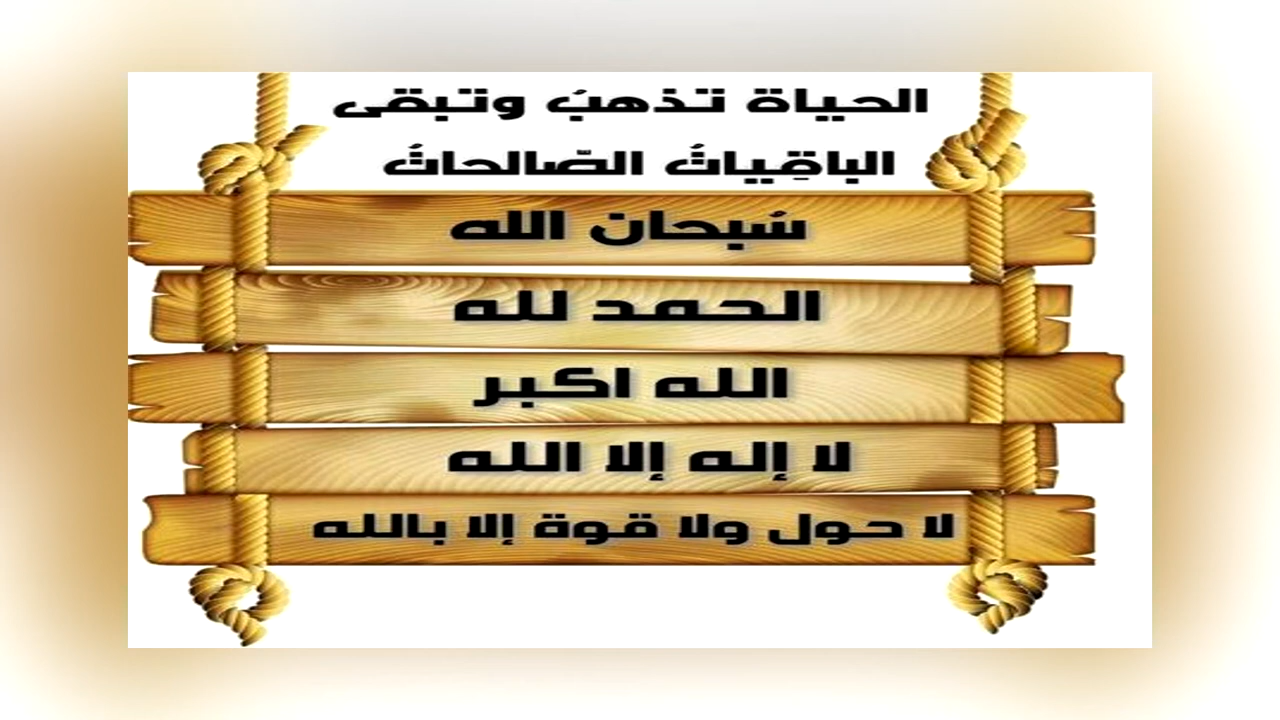 الحياة تذهبُ وتبقى
الباقِياتُ الصّالحاتُ
سُبحان الله
الحمد لله
الله اكبر
لا إله إلا الله
لا حول ولا قوة إلا بالله